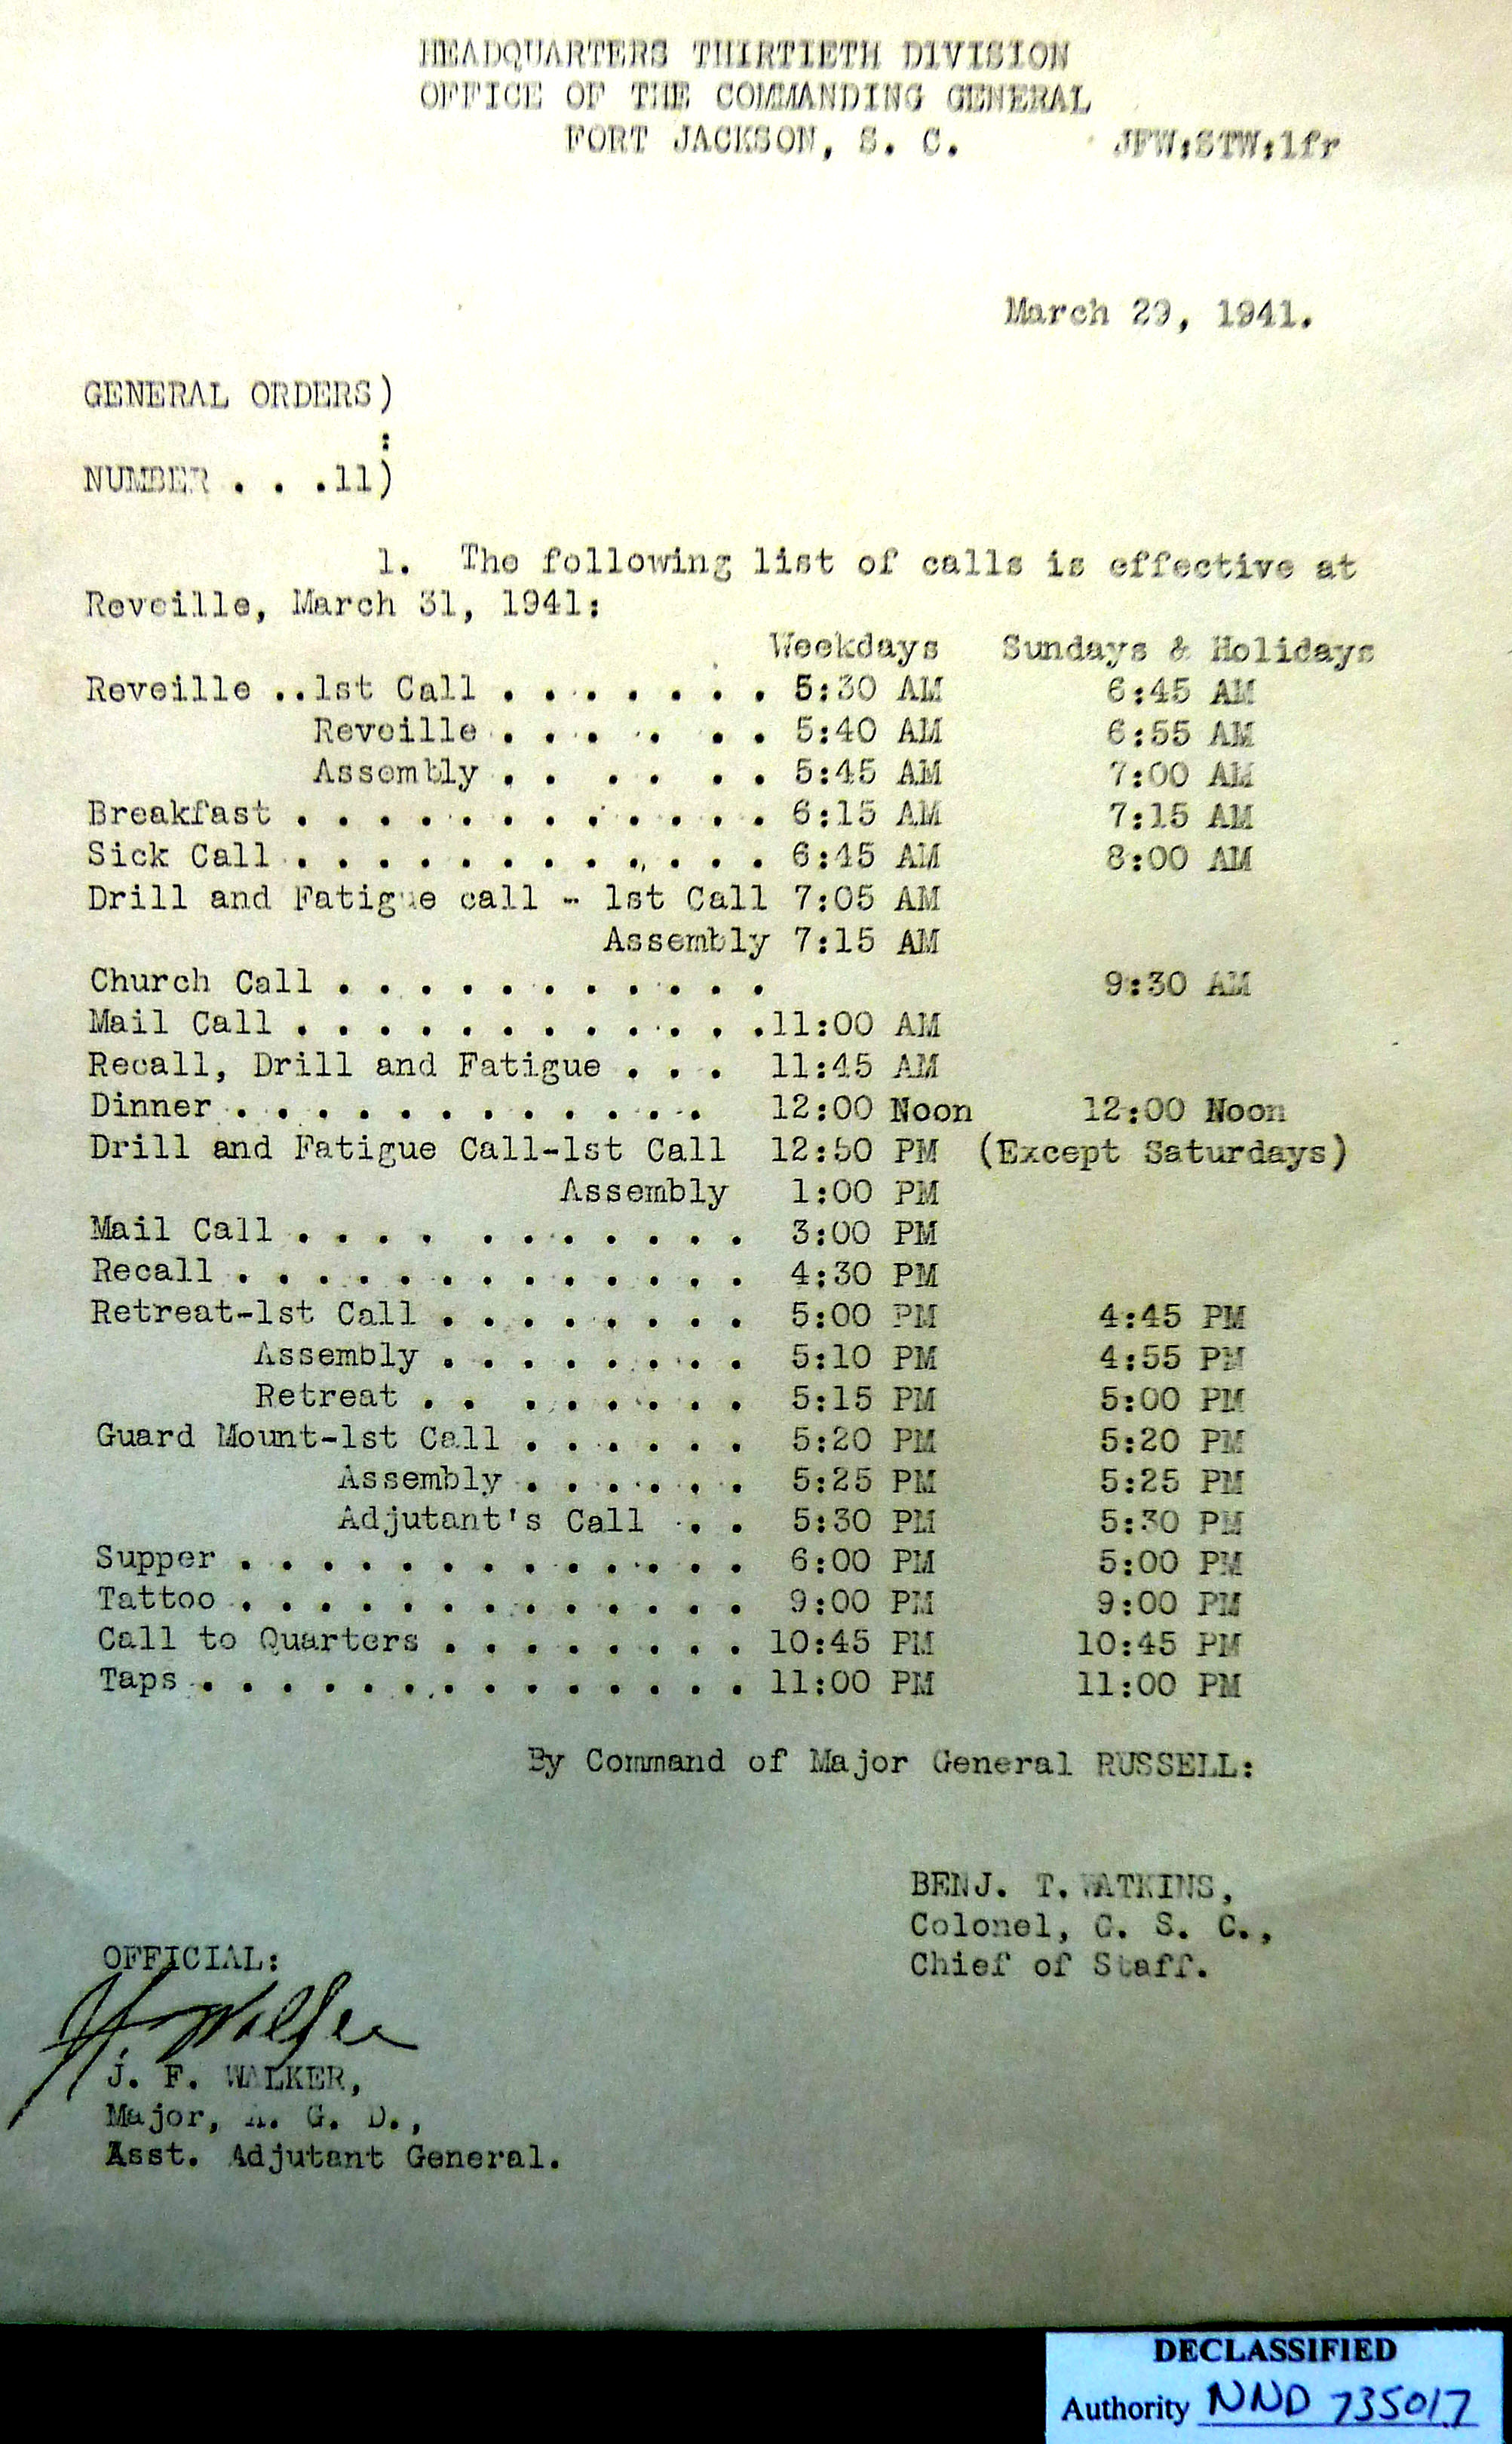 HEADQUARTERS THIRTIETH DIVISION
OFFICE OF THE COMMANDING GENERAL
FORT JACKSON, S. C. JFW:STW:lfr
March 29, 1941.
GENERAL ORDERS)
:
NUMBER . . .11)
1. The following list of calls is effective at
Reveille, March 31, 1941:
Weekdays Sundays & Holidays
Reveille ..1st Call . . . . . . . 5:30 AM 6:45 AM
Reveille . . . . . . . 5:40 AM 6:55 AM
Assembly . . . . . . 5:45 AM 7:00 AM
Breakfast . . . . . . . . . . . . 6:15 AM 7:15 AM
Sick Call . . . . . . . . . . . . 6:45 AM 8:00 AM
Drill and Fatigue call - 1st Call 7:05 AM
Assembly 7:15 AM
Church Call . . . . . . . . . . . 9:30 AM
Mail Call . . . . . . . . . . . .11:00 AM
Recall, Drill and Fatigue . . . 11:45 AM
Dinner . . . . . . . . . . . . 12:00 Noon 12:00 Noon
Drill and Fatigue Call-1st Call 12:50 PM (Except Saturdays)
Assembly 1:00 PM
Mail Call . . . . . . . . . . . 3:00 PM
Recall . . . . . . . . . . . . . 4:30 PM
Retreat-1st Call . . . . . . . . 5:00 PM 4:45 PM
Assembly . . . . . . . . 5:10 PM 4:55 PM
Retreat . . . . . . . . 5:15 PM 5:00 PM
Guard Mount-1st Call . . . . . . 5:20 PM 5:20 PM
Assembly . . . . . . 5:25 PM 5:25 PM
Adjutant's Call . . 5:30 PM 5:30 PM
Supper . . . . . . . . . . . . . 6:00 PM 5:00 PM
Tattoo . . . . . . . . . . . . . 9:00 PM 9:00 PM
Call to Quarters . . . . . . . . 10:45 PM 10:45 PM
Taps . . . . . . . . . . . . . . 11:00 PM 11:00 PM
By Command of Major General RUSSELL:
BENJ. T. WATKINS,
Colonel, G. S. C.,
Chief of Staff.
OFFICIAL:
J. F. Walker
J. F. WALKER,
Major, A. G. D.,
Asst. Adjutant General.
DECLASSIFIED
Authority NND 735017